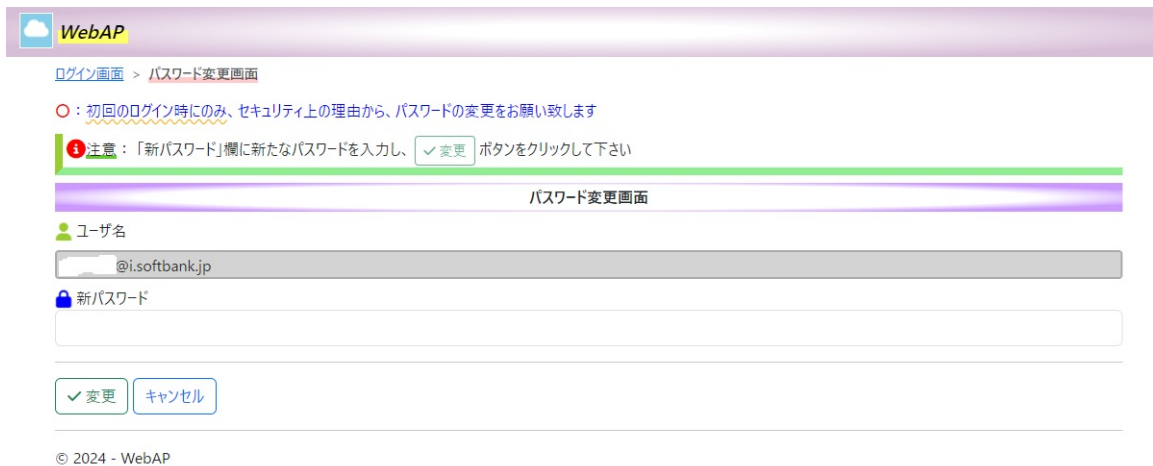 WebAP
ログイン画面 > パスワード変更画面
：初回のログイン時にのみ、セキュリティ上の理由から、パスワードの変更をお願い致します
注意：「新パスワード」欄に新たなパスワードを入力し、 変更 ボタンをクリックして下さい
パスワード変更画面
ユーザ名
@i.softbank.jp
新パスワード
変更 キャンセル
© 2024 - WebAP